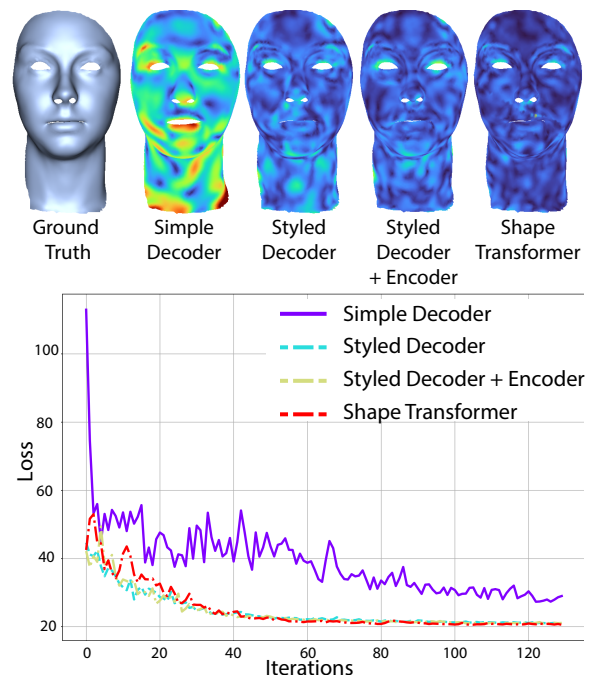 Ground Truth
Simple Decoder
Styled Decoder
Styled Decoder + Encoder
Shape Transformer
Simple Decoder
Styled Decoder
Styled Decoder + Encoder
Shape Transformer
Loss
100
80
60
40
20
0 20 40 60 80 100 120
Iterations